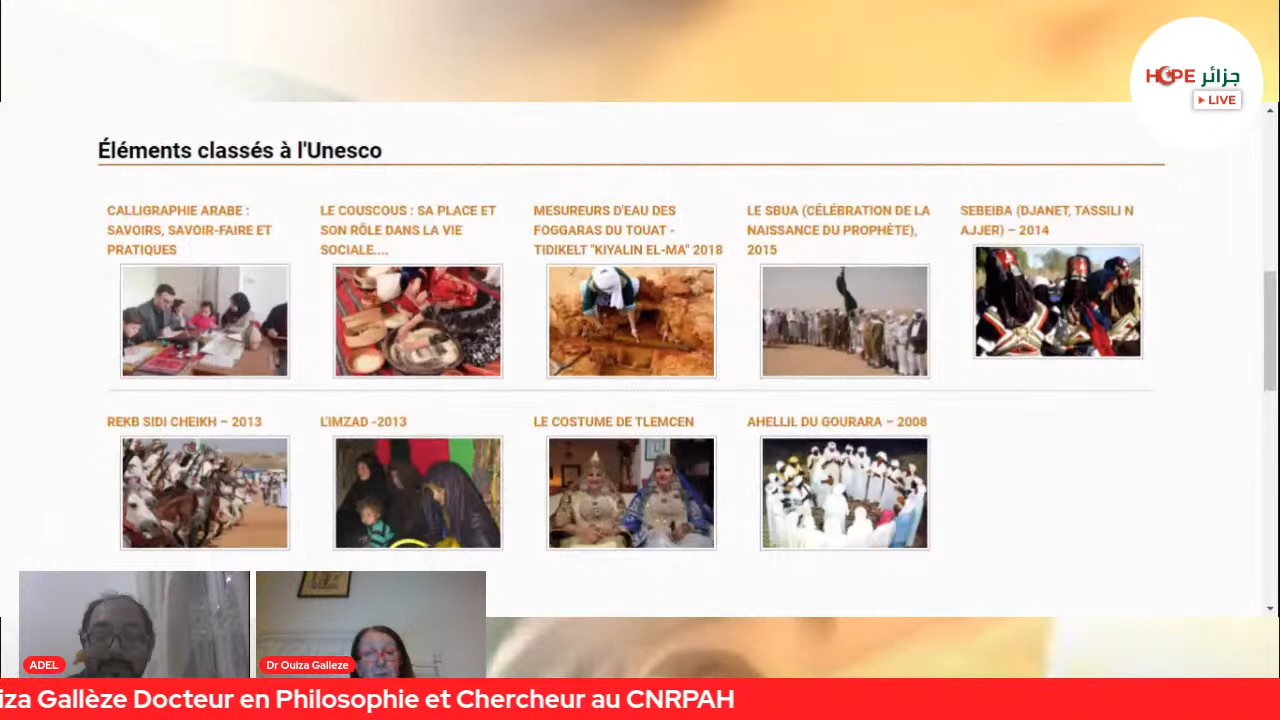 HOPE جزائر
LIVE
Éléments classés à l'Unesco
CALLIGRAPHIE ARABE :
SAVOIRS, SAVOIR-FAIRE ET
PRATIQUES
LE COUSCOUS : SA PLACE ET
SON RÔLE DANS LA VIE
SOCIALE....
MESUREURS D'EAU DES
FOGGARAS DU TOUAT -
TIDIKELT "KIYALIN EL-MA" 2018
LE SBUA (CÉLÉBRATION DE LA
NAISSANCE DU PROPHÈTE),
2015
SEBEIBA (DJANET, TASSILI N
AJJER) – 2014
REKB SIDI CHEIKH – 2013
L'IMZAD -2013
LE COSTUME DE TLEMCEN
AHELLIL DU GOURARA – 2008
ADEL
Dr Ouiza Galleze
iza Gallèze Docteur en Philosophie et Chercheur au CNRPAH